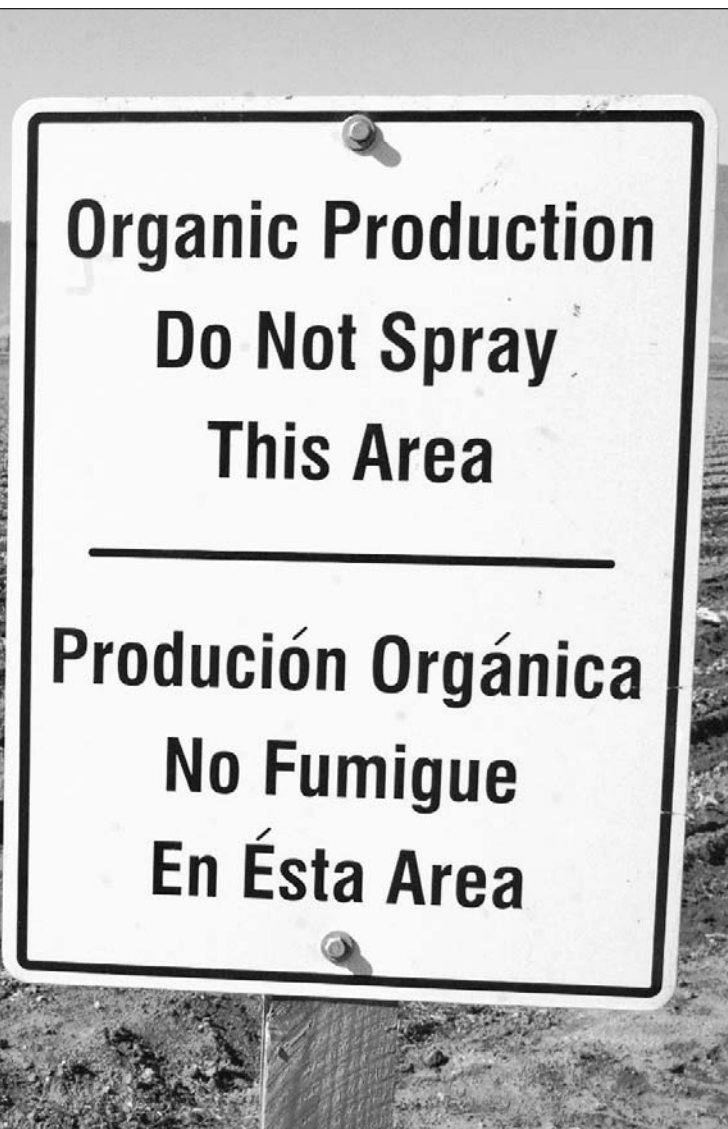 Organic Production
Do Not Spray
This Area
Produción Orgánica
No Fumigue
En Ésta Area